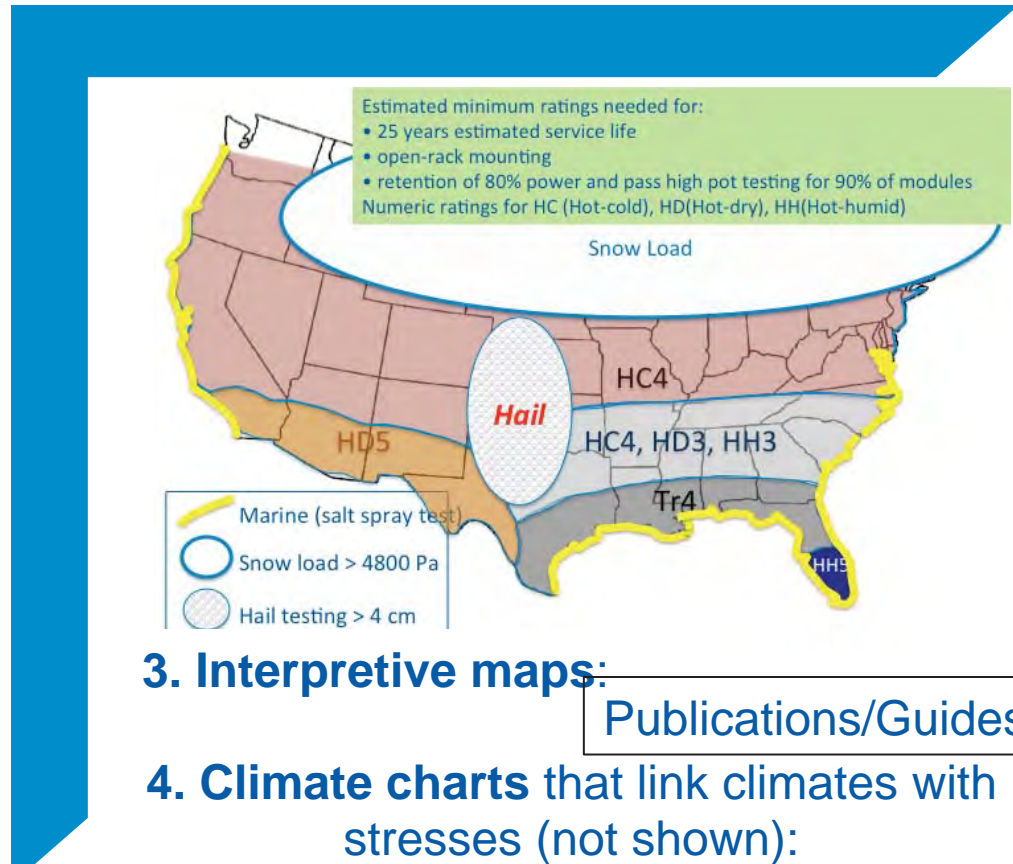 Estimated minimum ratings needed for:
• 25 years estimated service life
• open-rack mounting
• retention of 80% power and pass high pot testing for 90% of modules
Numeric ratings for HC (Hot-cold), HD(Hot-dry), HH(Hot-humid)
Snow Load
HC4
Hail
HD5
HC4, HD3, HH3
Tr4
HH5
Marine (salt spray test)
Snow load > 4800 Pa
Hail testing > 4 cm
3. Interpretive maps:
Publications/Guides
4. Climate charts that link climates with
stresses (not shown):